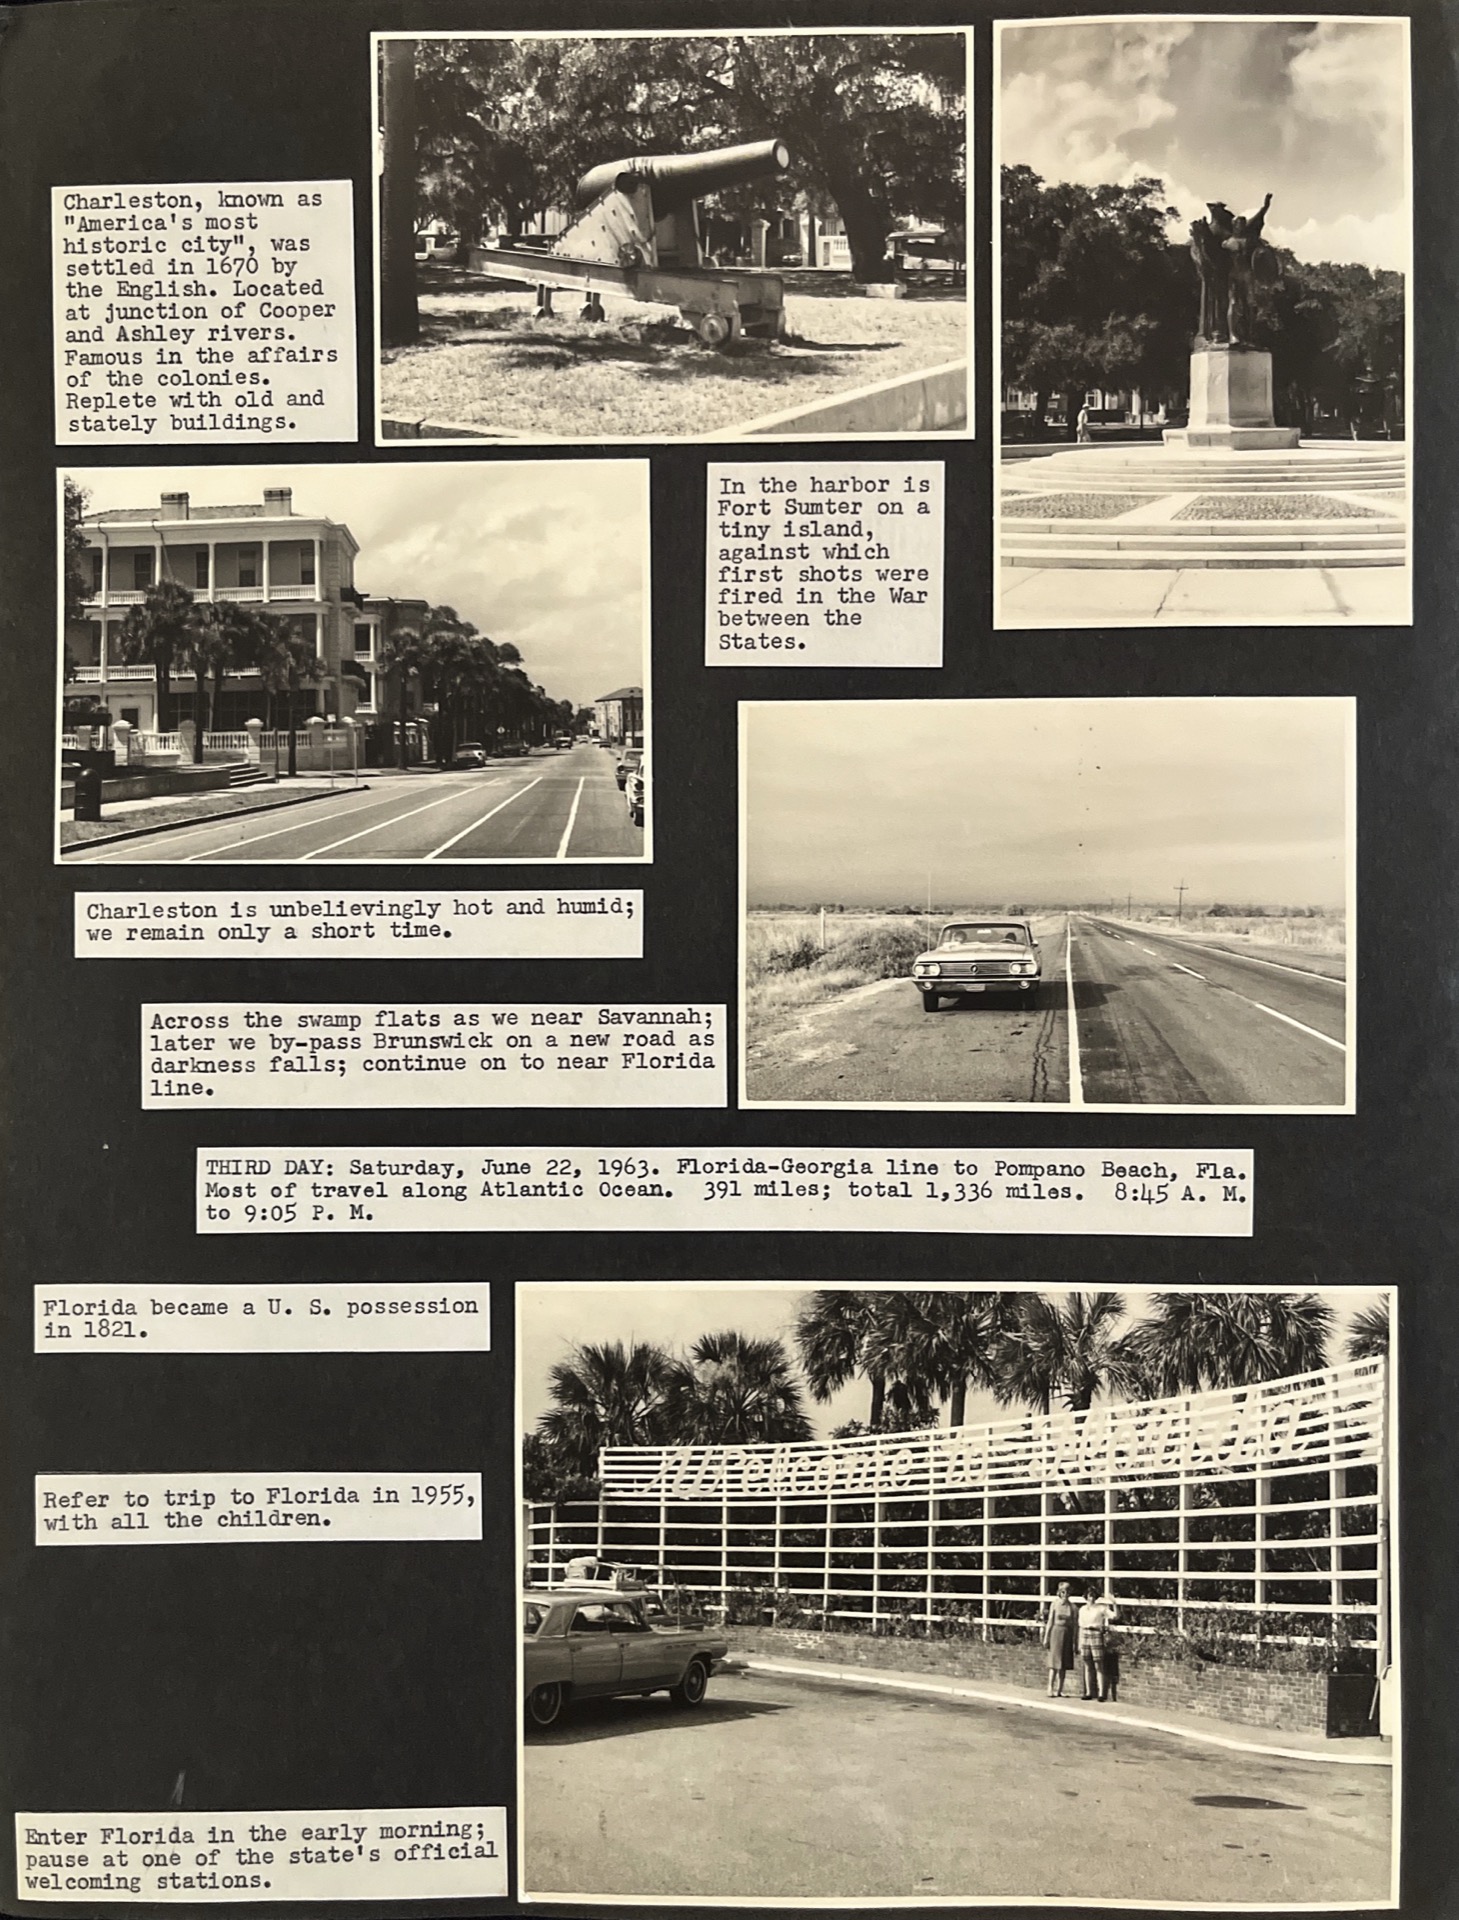 Charleston, known as
"America's most
historic city", was
settled in 1670 by
the English. Located
at junction of Cooper
and Ashley rivers.
Famous in the affairs
of the colonies.
Replete with old and
stately buildings.
In the harbor is
Fort Sumter on a
tiny island,
against which
first shots were
fired in the War
between the
States.
Charleston is unbelievingly hot and humid;
we remain only a short time.
Across the swamp flats as we near Savannah;
later we by-pass Brunswick on a new road as
darkness falls; continue on to near Florida
line.
THIRD DAY: Saturday, June 22, 1963. Florida-Georgia line to Pompano Beach, Fla.
Most of travel along Atlantic Ocean. 391 miles; total 1,336 miles. 8:45 A. M.
to 9:05 P. M.
Florida became a U. S. possession
in 1821.
Welcome to Florida
Refer to trip to Florida in 1955,
with all the children.
Enter Florida in the early morning;
pause at one of the state's official
welcoming stations.